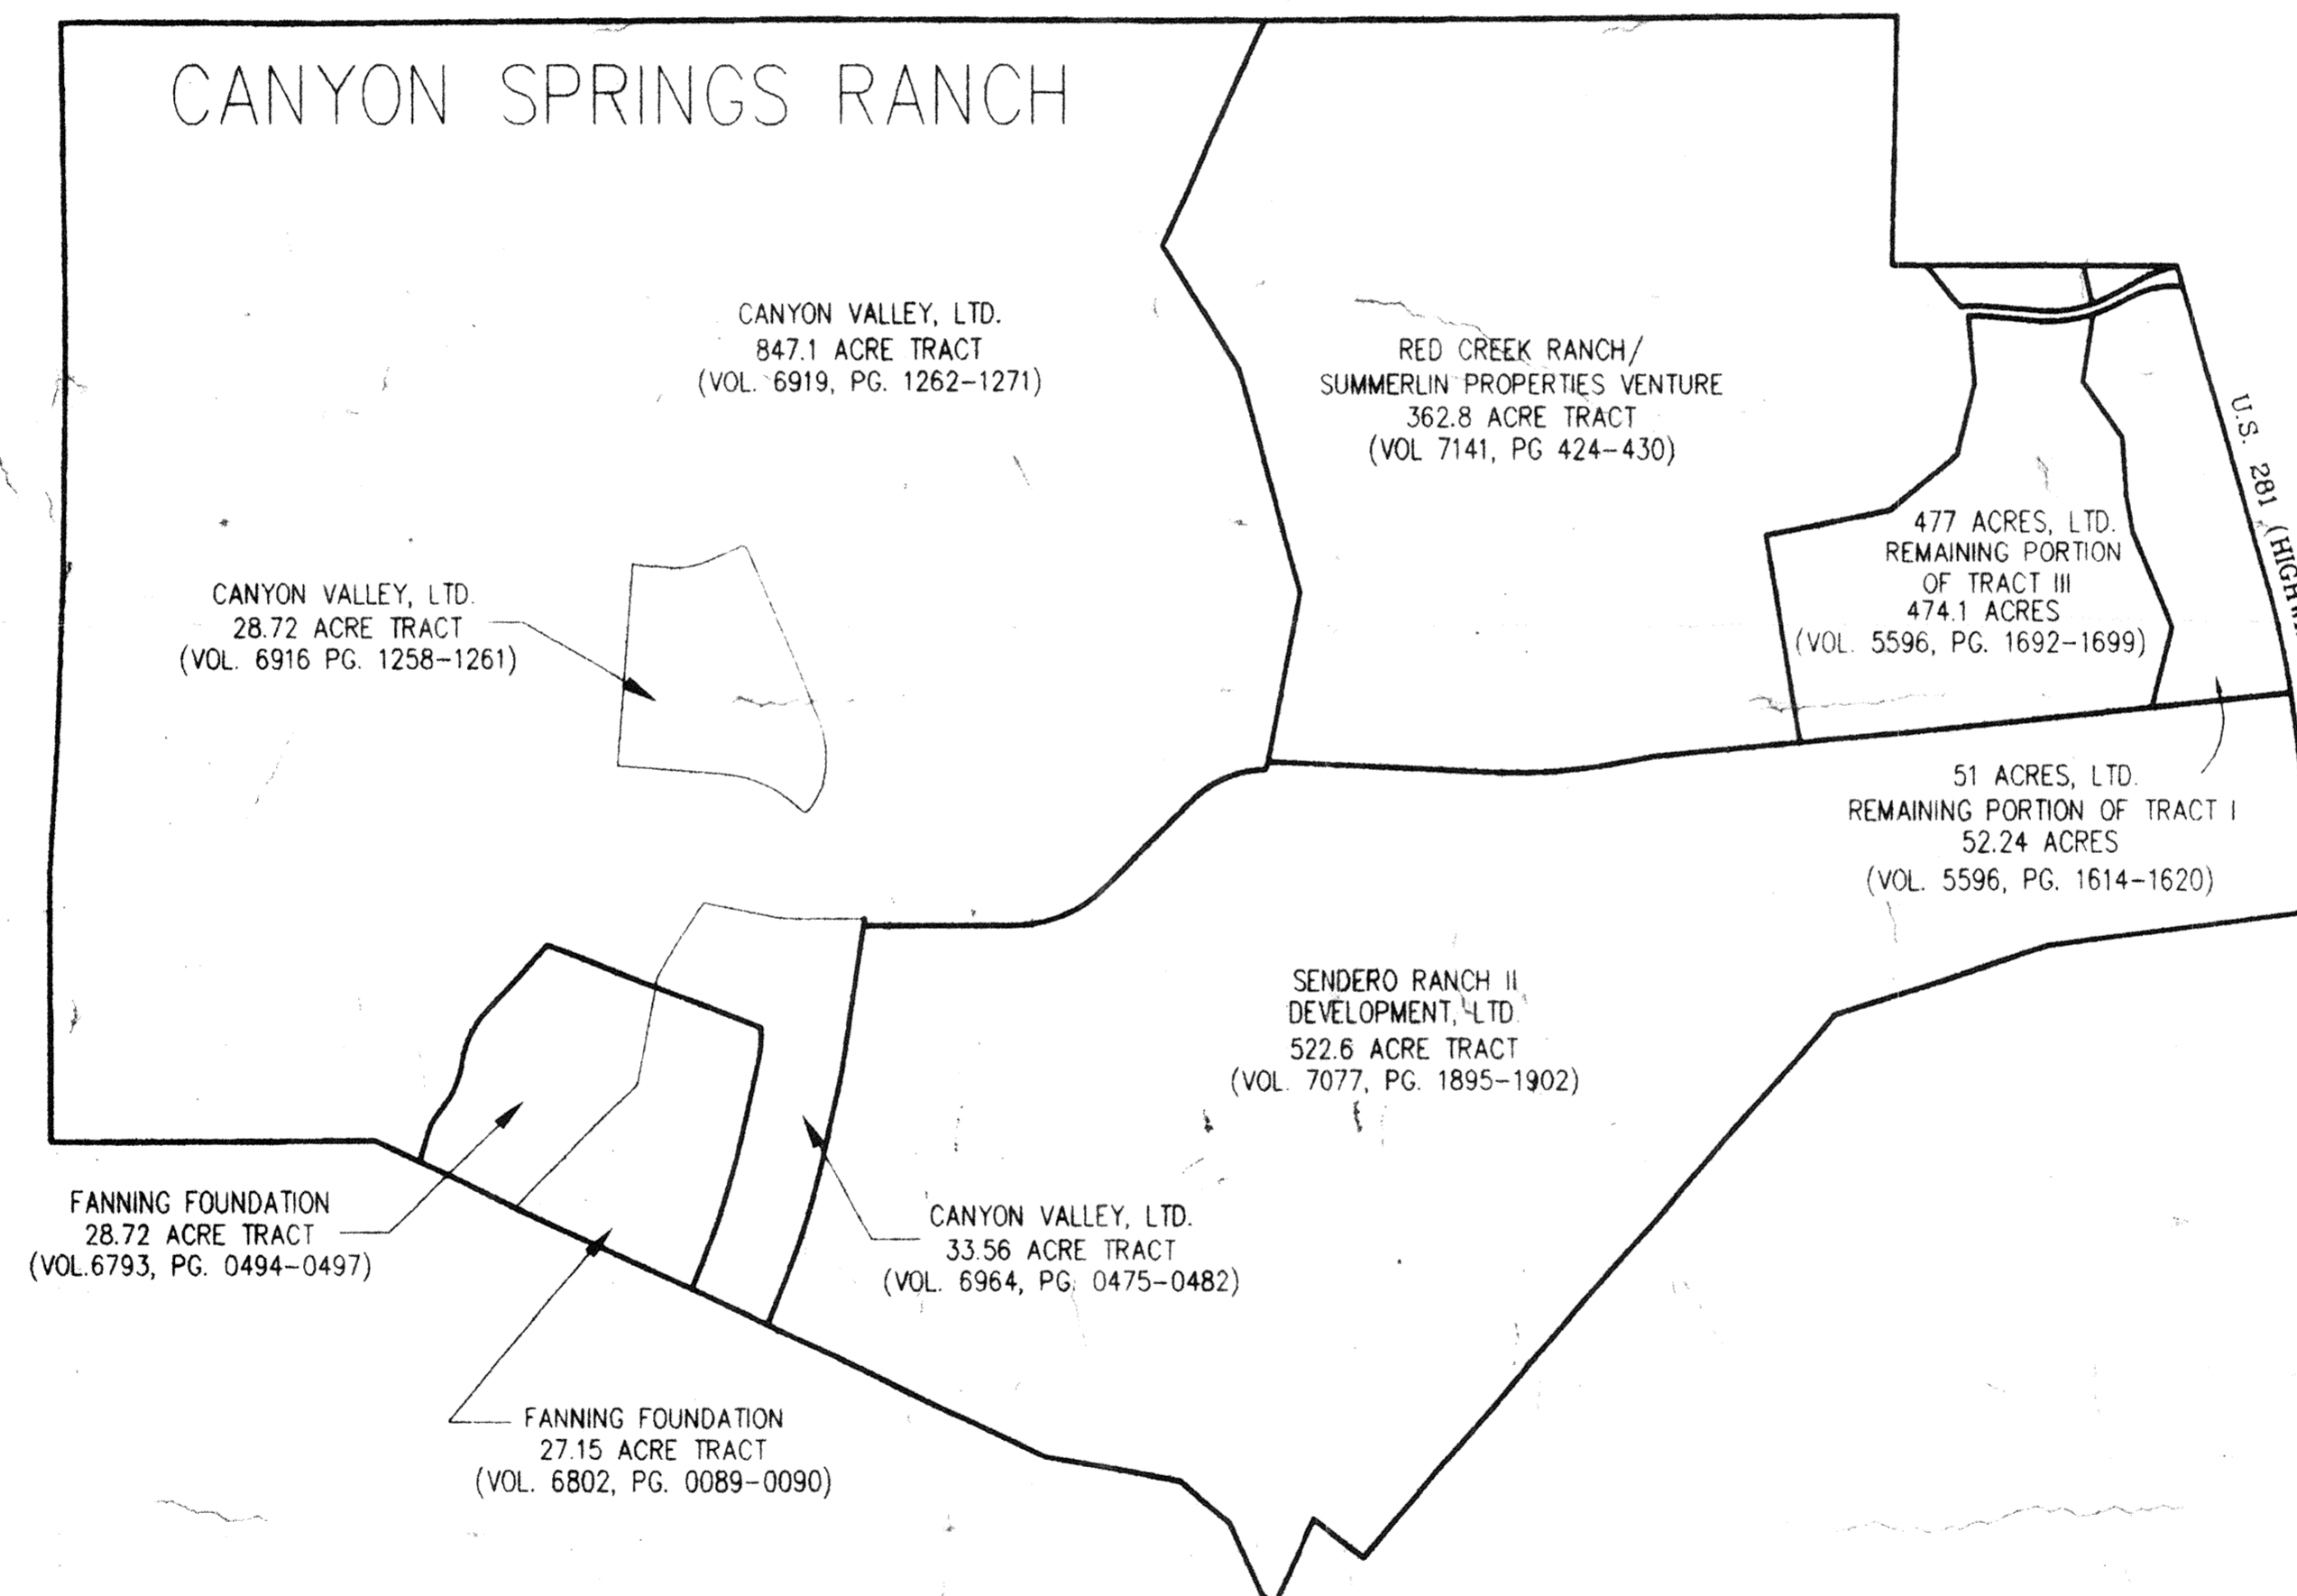 CANYON SPRINGS RANCH
CANYON VALLEY, LTD.
847.1 ACRE TRACT
(VOL. 6919, PG. 1262-1271)
RED CREEK RANCH/
SUMMERLIN PROPERTIES VENTURE
362.8 ACRE TRACT
(VOL 7141, PG 424-430)
U.S. 281
477 ACRES, LTD.
REMAINING PORTION
OF TRACT III
474.1 ACRES
(VOL. 5596, PG. 1692-1699)
CANYON VALLEY, LTD.
28.72 ACRE TRACT
(VOL. 6916 PG. 1258-1261)
51 ACRES, LTD.
REMAINING PORTION OF TRACT I
52.24 ACRES
(VOL. 5596, PG. 1614-1620)
SENDERO RANCH II
DEVELOPMENT, LTD.
522.6 ACRE TRACT
(VOL. 7077, PG. 1895-1902)
FANNING FOUNDATION
28.72 ACRE TRACT
(VOL.6793, PG. 0494-0497)
CANYON VALLEY, LTD.
33.56 ACRE TRACT
(VOL. 6964, PG. 0475-0482)
FANNING FOUNDATION
27.15 ACRE TRACT
(VOL. 6802, PG. 0089-0090)